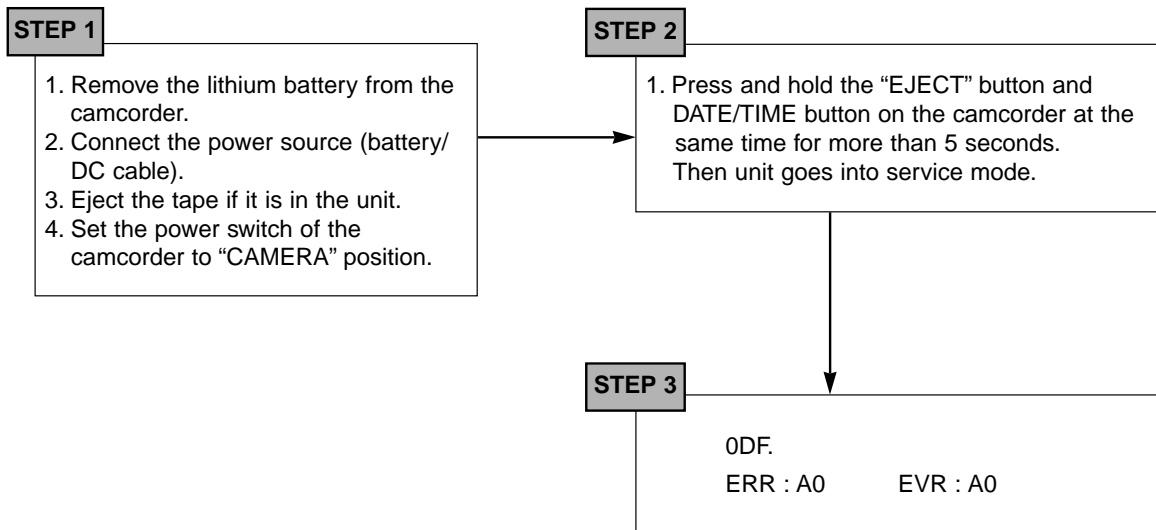 STEP 1
1. Remove the lithium battery from the
camcorder.
2. Connect the power source (battery/
DC cable).
3. Eject the tape if it is in the unit.
4. Set the power switch of the
camcorder to “CAMERA” position.
STEP 2
1. Press and hold the “EJECT” button and
DATE/TIME button on the camcorder at the
same time for more than 5 seconds.
Then unit goes into service mode.
STEP 3
0DF.
ERR : A0 EVR : A0